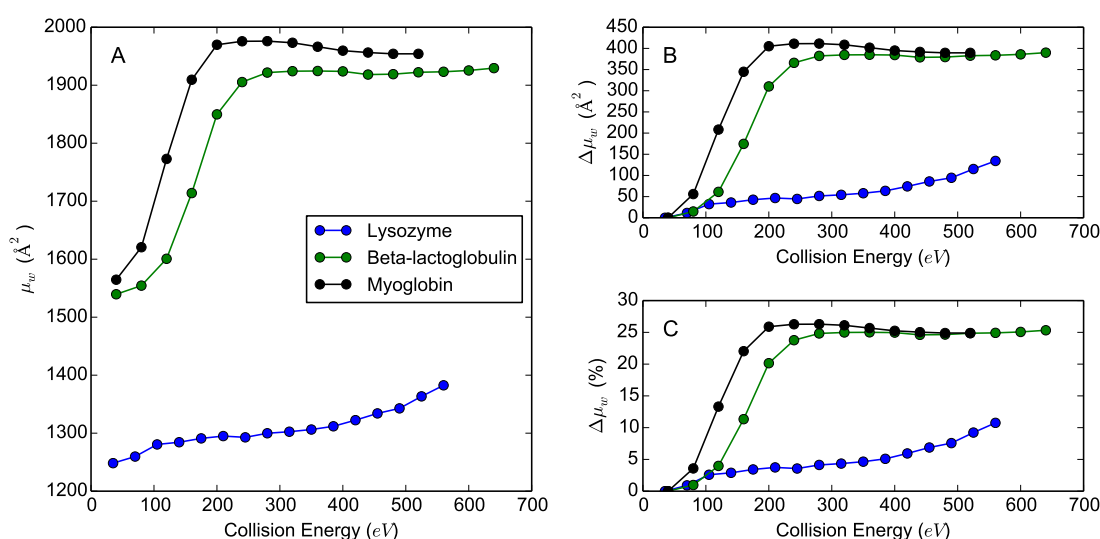 A
2000
1900
1800
1700
1600
1500
1400
1300
1200
μw (Å²)
0 100 200 300 400 500 600 700
Collision Energy (eV)
Lysozyme
Beta-lactoglobulin
Myoglobin
B
450
400
350
300
250
200
150
100
50
0
Δμw (Å²)
0 100 200 300 400 500 600 700
Collision Energy (eV)
C
30
25
20
15
10
5
0
Δμw (%)
0 100 200 300 400 500 600 700
Collision Energy (eV)